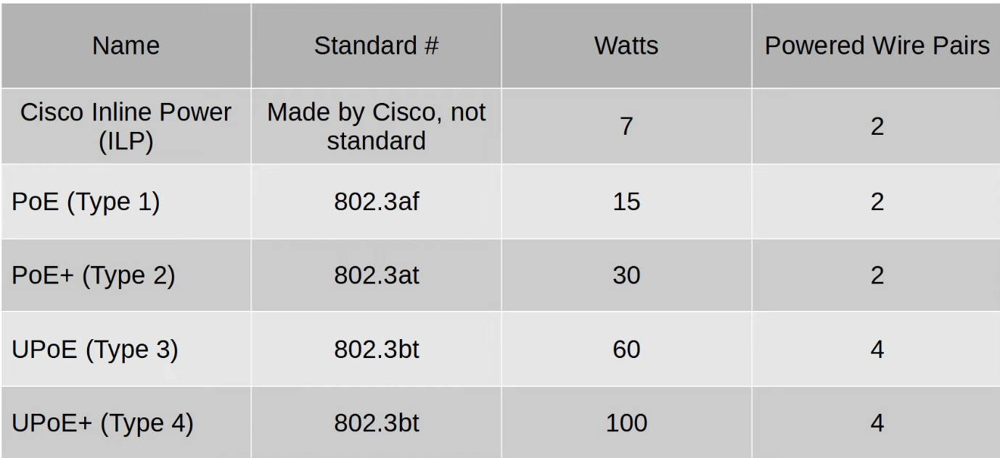 Name Standard # Watts Powered Wire Pairs
Cisco Inline Power (ILP) Made by Cisco, not standard 7 2
PoE (Type 1) 802.3af 15 2
PoE+ (Type 2) 802.3at 30 2
UPoE (Type 3) 802.3bt 60 4
UPoE+ (Type 4) 802.3bt 100 4